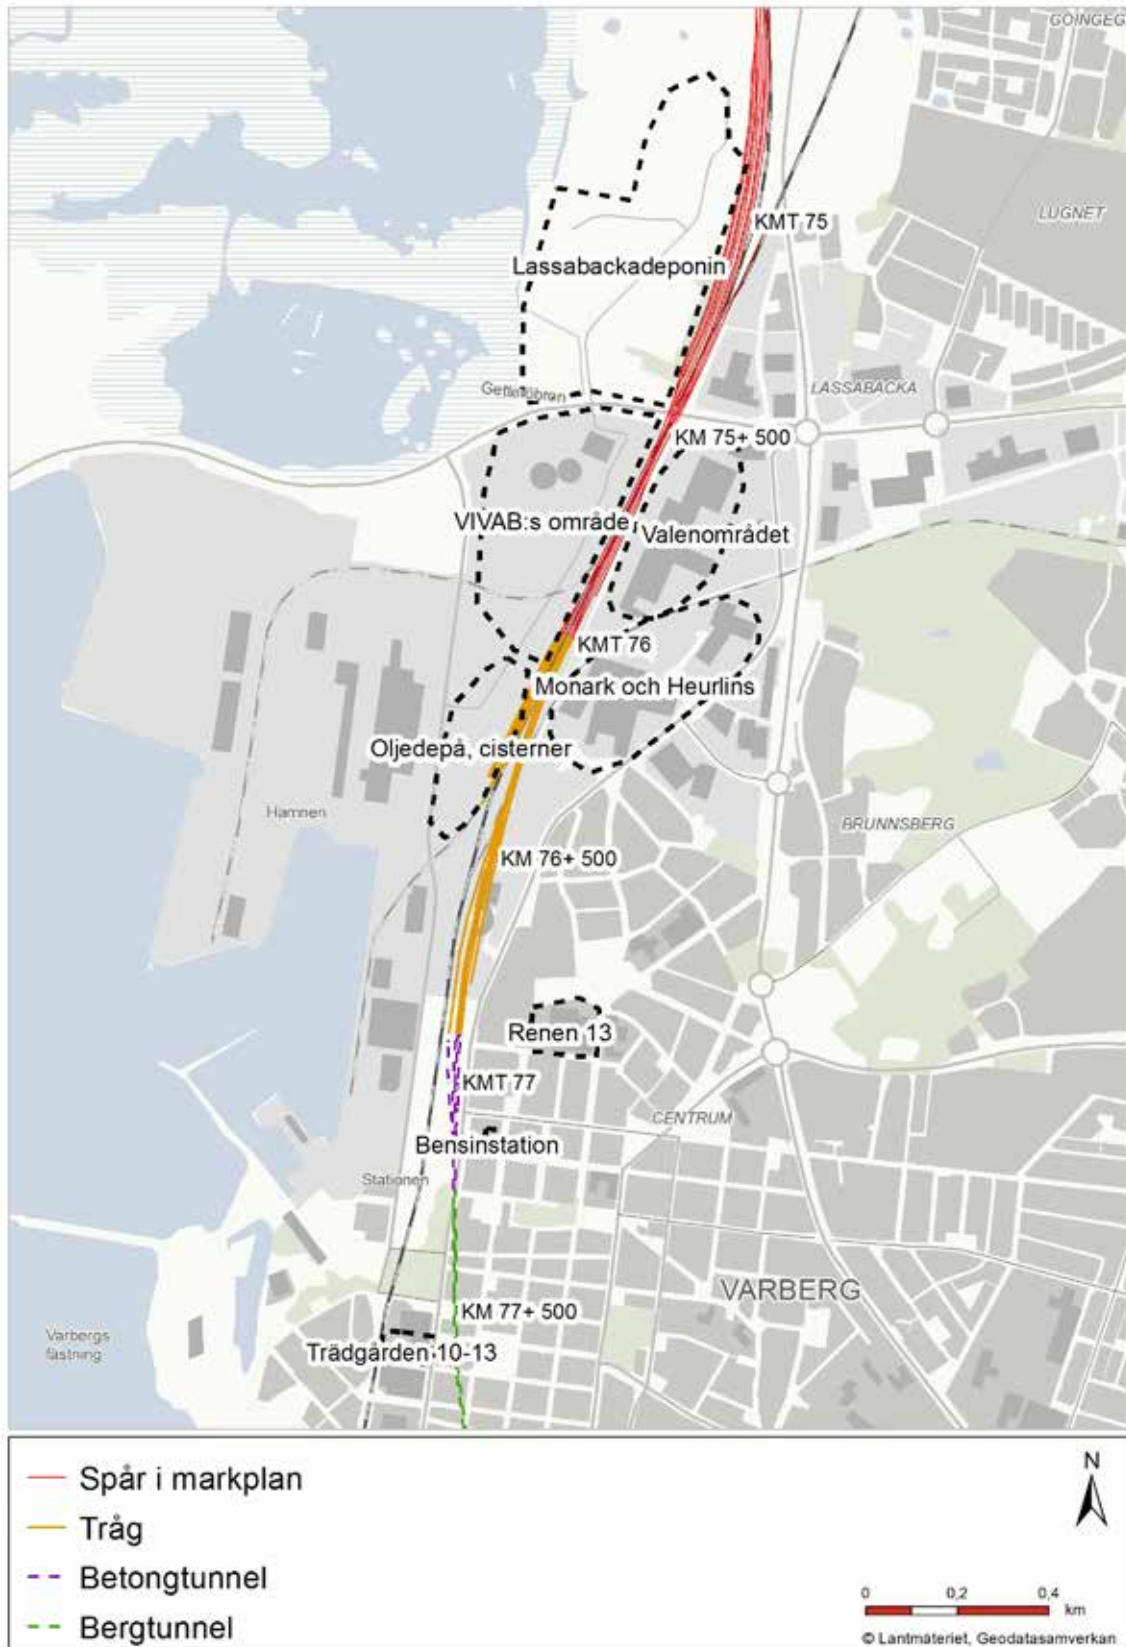 GÖINGEG
LUGNET
KMT 75
Lassabackadeponin
LASSABACKA
KM 75+ 500
VIVAB:s område
Valenområdet
KMT 76
Monark och Heurlins
Oljedepå, cisterner
Hamnen
BRUNNSBERG
KM 76+ 500
Renen 13
KMT 77
CENTRUM
Bensinstation
Stationen
VARBERG
KM 77+ 500
Varbergs
fästning
Trädgården 10-13
Spår i markplan
Tråg
Betongtunnel
Bergtunnel
N
0 0,2 0,4
km
© Lantmäteriet, Geodatasamverkan